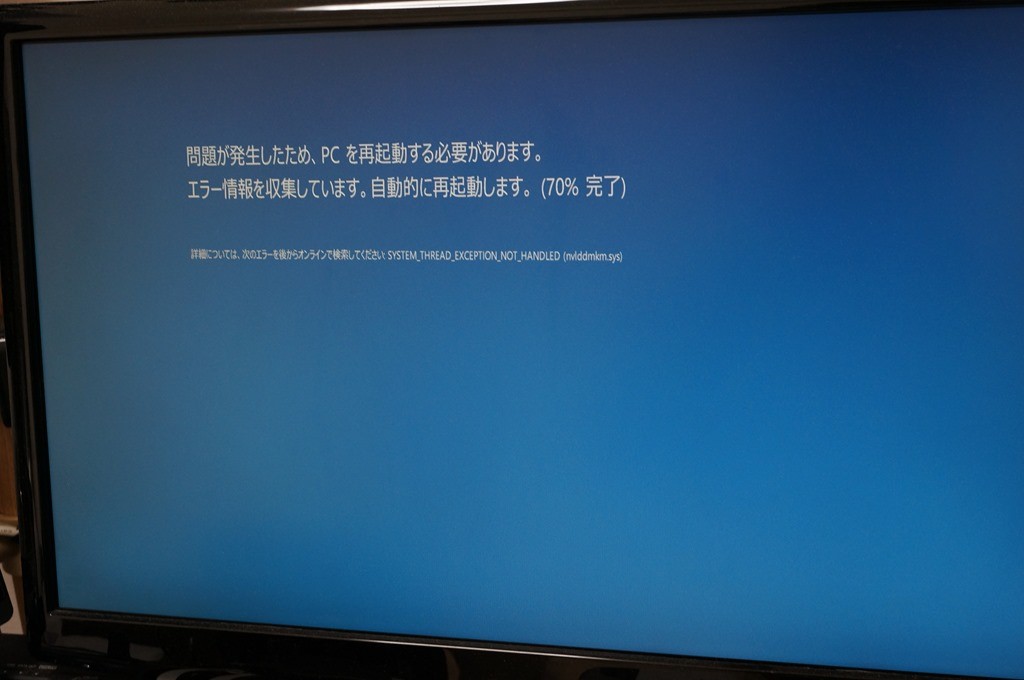 問題が発生したため、PC を再起動する必要があります。
エラー情報を収集しています。自動的に再起動します。 (70% 完了)
詳細については、次のエラーを後からオンラインで検索してください: SYSTEM_THREAD_EXCEPTION_NOT_HANDLED (nvlddmkm.sys)